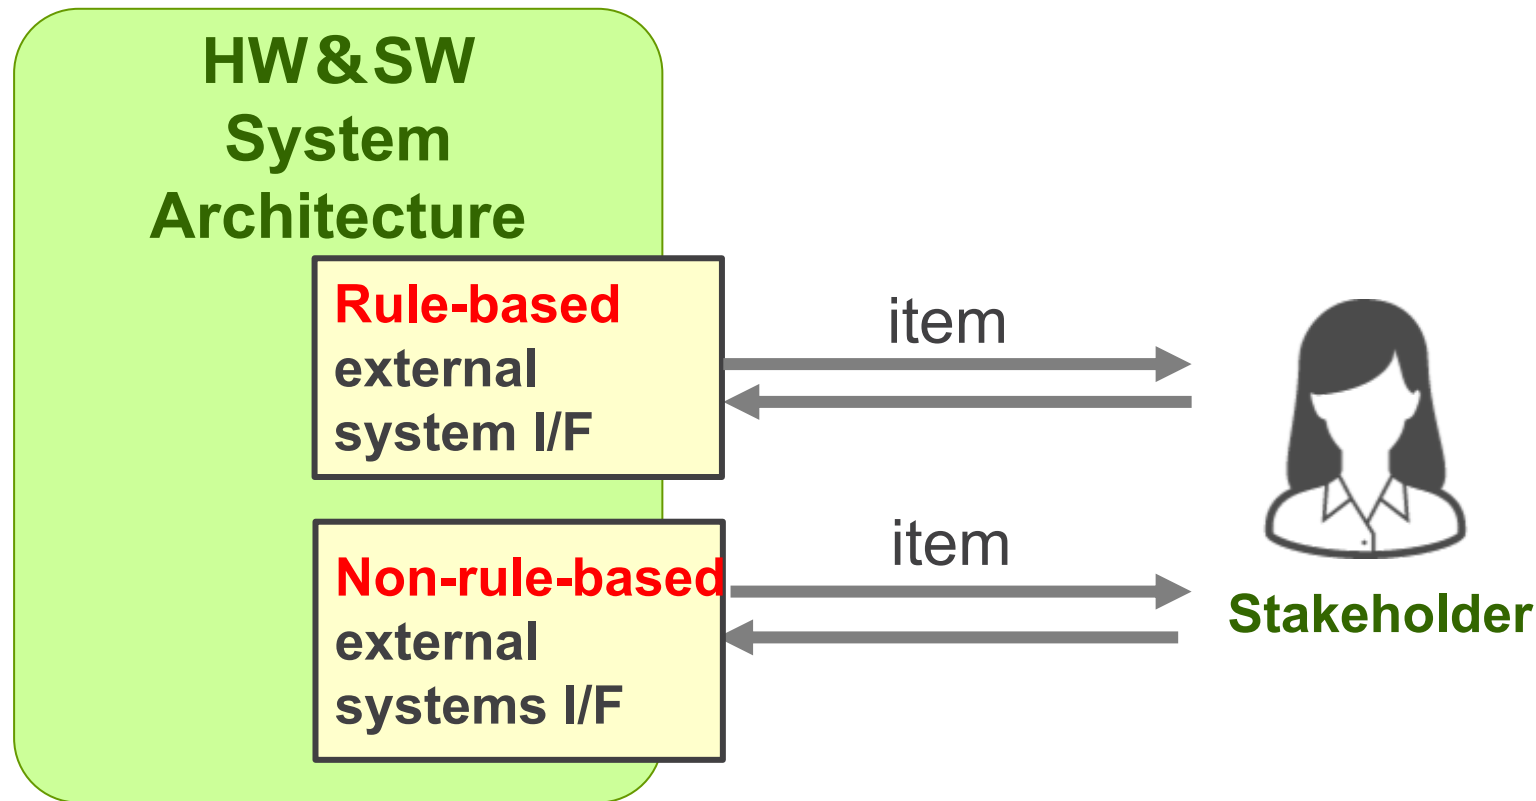 HW&SW
System
Architecture
Rule-based
external
system I/F
item
Non-rule-based
external
systems I/F
item
Stakeholder